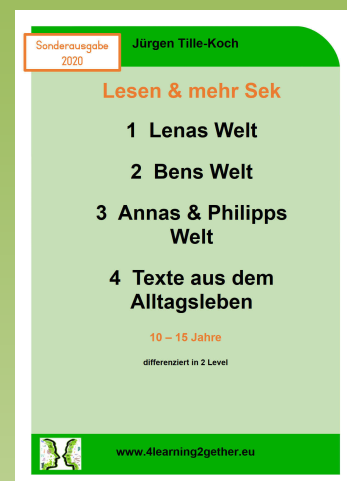 Sonderausgabe
2020
Jürgen Tille-Koch
Lesen & mehr Sek
1 Lenas Welt
2 Bens Welt
3 Annas & Philipps
Welt
4 Texte aus dem
Alltagsleben
10 – 15 Jahre
differenziert in 2 Level
www.4learning2gether.eu